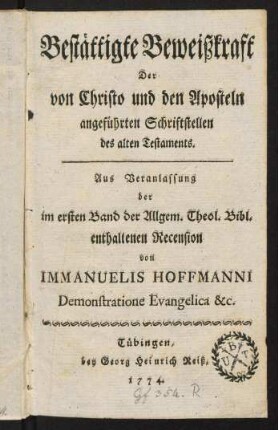 Bestättigte Beweißkraft
Der
von Christo und den Aposteln
angeführten Schriftstellen
des alten Testaments.
Aus Veranlassung
der
im ersten Band der Allgem. Theol. Bibl.
enthaltenen Recension
von
IMMANUELIS HOFFMANNI
Demonstratione Evangelica &c.
Tübingen,
bey Georg Heinrich Reiß,
1774.
Gf 354. R.